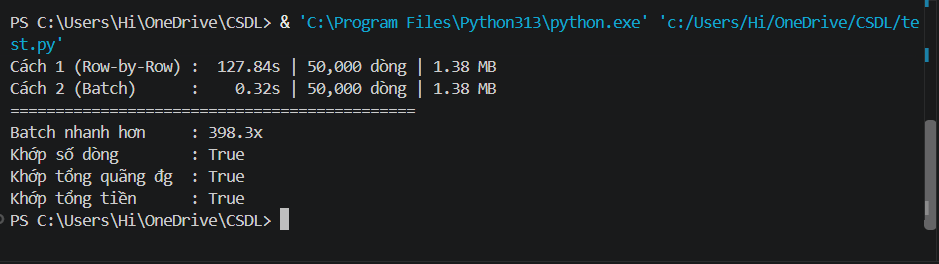 PS C:\Users\Hi\OneDrive\CSDL> & 'C:\Program Files\Python313\python.exe' 'c:/Users/Hi/OneDrive/CSDL/te
st.py'
Cách 1 (Row-by-Row) :  127.84s | 50,000 dòng | 1.38 MB
Cách 2 (Batch)      :    0.32s | 50,000 dòng | 1.38 MB
=============================================
Batch nhanh hơn     : 398.3x
Khớp số dòng        : True
Khớp tổng quãng đg  : True
Khớp tổng tiền      : True
PS C:\Users\Hi\OneDrive\CSDL>